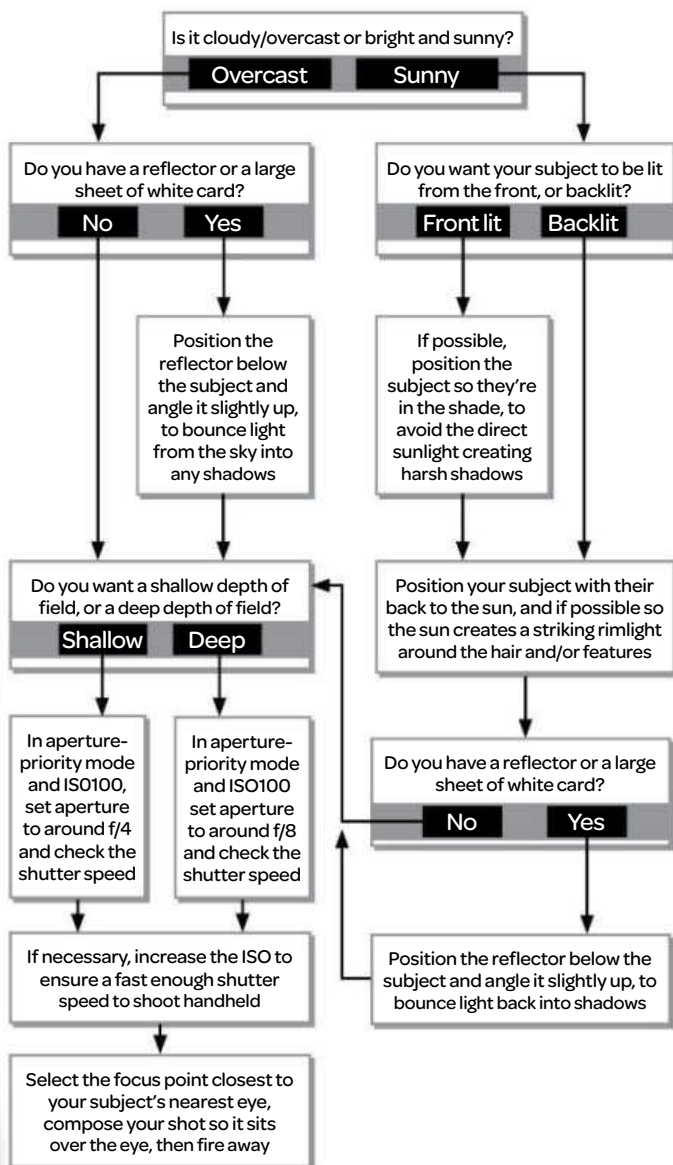 Is it cloudy/overcast or bright and sunny?
Overcast
Sunny
Do you have a reflector or a large
sheet of white card?
No
Yes
Do you want your subject to be lit
from the front, or backlit?
Front lit
Backlit
Position the
reflector below
the subject and
angle it slightly up,
to bounce light
from the sky into
any shadows
If possible,
position the
subject so they're
in the shade, to
avoid the direct
sunlight creating
harsh shadows
Do you want a shallow depth of
field, or a deep depth of field?
Shallow
Deep
Position your subject with their
back to the sun, and if possible so
the sun creates a striking rimlight
around the hair and/or features
In aperture-
priority mode
and ISO100,
set aperture
to around f/4
and check the
shutter speed
In aperture-
priority mode
and ISO100
set aperture
to around f/8
and check the
shutter speed
Do you have a reflector or a large
sheet of white card?
No
Yes
If necessary, increase the ISO to
ensure a fast enough shutter
speed to shoot handheld
Position the reflector below the
subject and angle it slightly up, to
bounce light back into shadows
Select the focus point closest to
your subject's nearest eye,
compose your shot so it sits
over the eye, then fire away